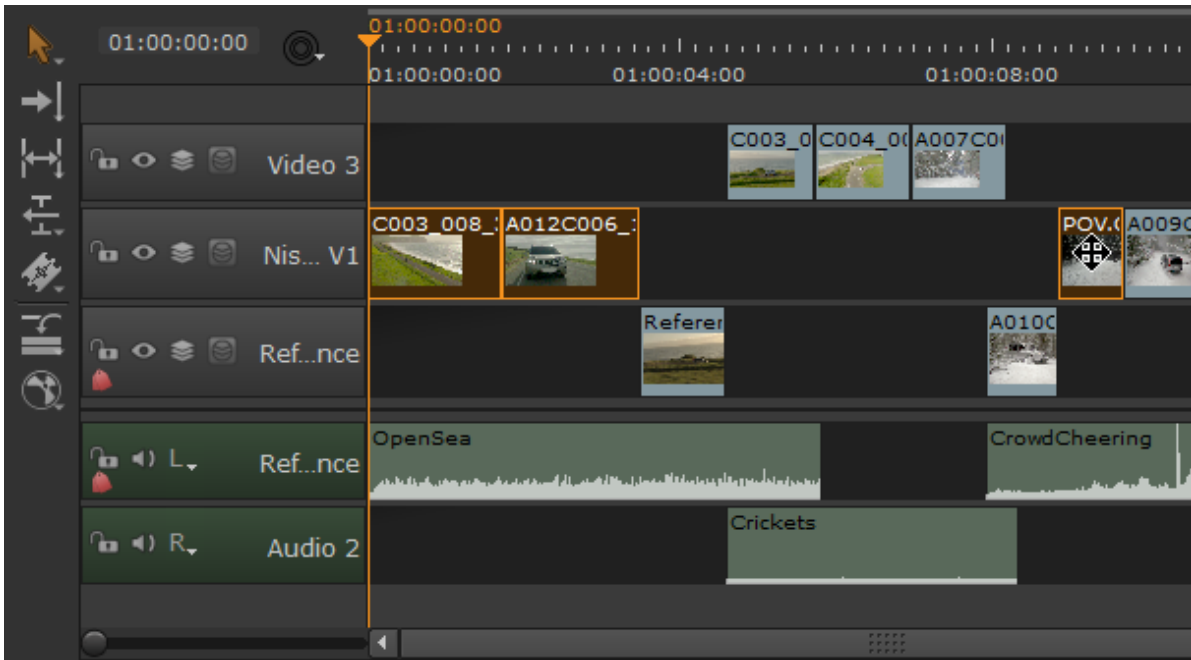 01:00:00:00
01:00:00:00
01:00:00:00 01:00:04:00 01:00:08:00
Video 3
C003_0 C004_0 A007C0
Nis... V1
C003_008_ A012C006_ POV. A009C
Ref...nce
Referer A010C
L Ref...nce
OpenSea CrowdCheering
R Audio 2
Crickets